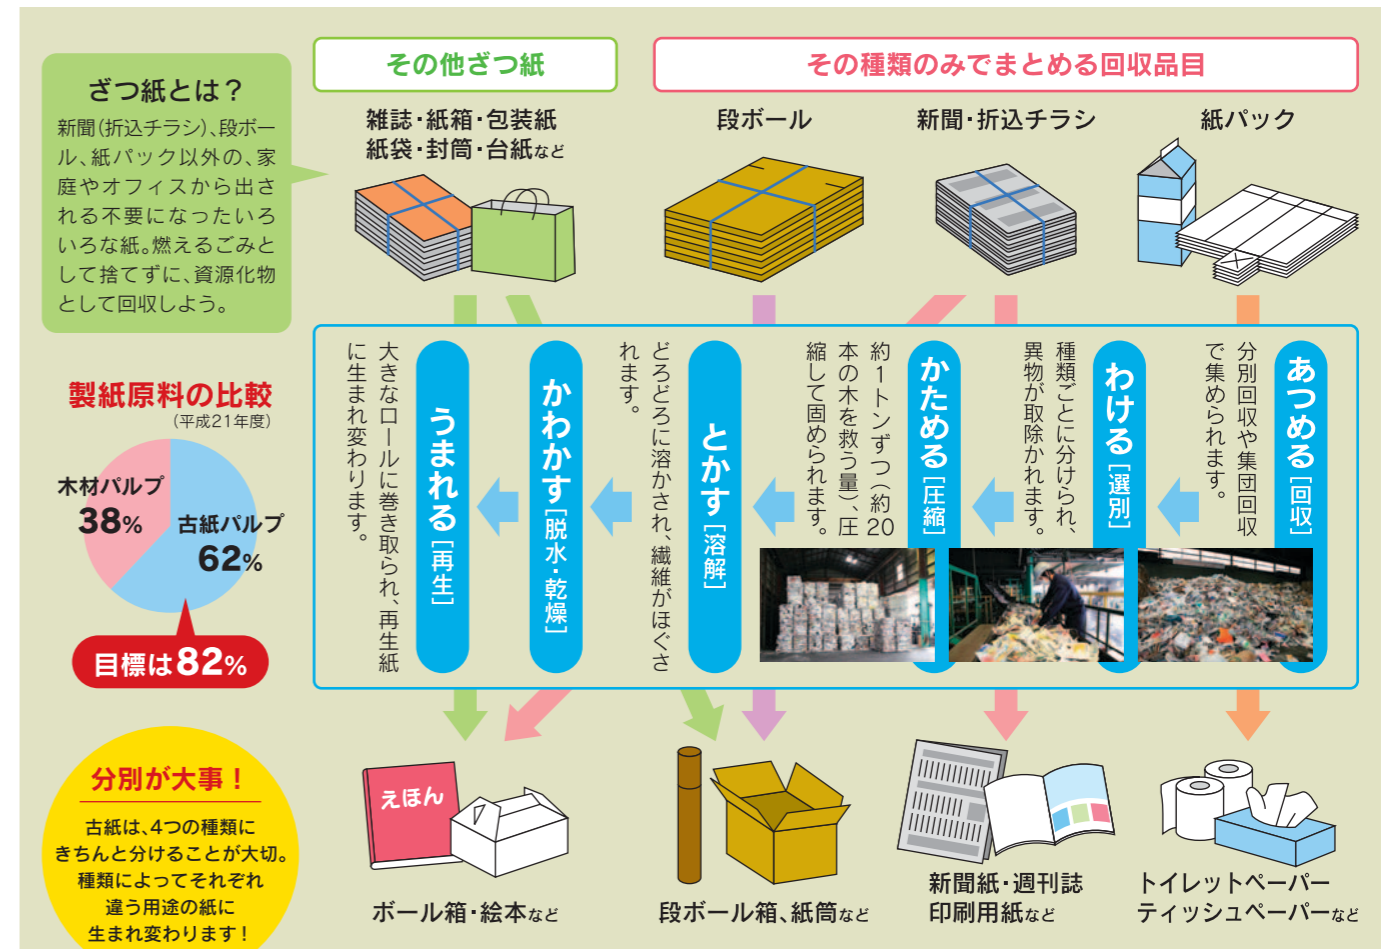 ざつ紙とは？
新聞(折込チラシ)、段ボー
ル、紙パック以外の、家
庭やオフィスから出さ
れる不要になったいろ
いろな紙。燃えるごみと
して捨てずに、資源化物
として回収しよう。
その他ざつ紙
雑誌・紙箱・包装紙
紙袋・封筒・台紙など
その種類のみでまとめる回収品目
段ボール
新聞・折込チラシ
紙パック
あつめる[回収]
分別回収や集団回収
で集められます。
わける[選別]
種類ごとに分けられ、
異物が取除かれます。
かためる[圧縮]
約1トンずつ(約20
本の木を救う量)、圧
縮して固められます。
とかす[溶解]
どろどろに溶かされ、繊維がほぐさ
れます。
かわかす[脱水・乾燥]
うまれる[再生]
大きなロールに巻き取られ、再生紙
に生まれ変わります。
製紙原料の比較
(平成21年度)
木材パルプ
38%
古紙パルプ
62%
目標は82%
分別が大事！
古紙は、4つの種類に
きちんと分けることが大切。
種類によってそれぞれ
違う用途の紙に
生まれ変わります！
えほん
ボール箱・絵本など
段ボール箱、紙筒など
新聞紙・週刊誌
印刷用紙など
トイレットペーパー
ティッシュペーパーなど